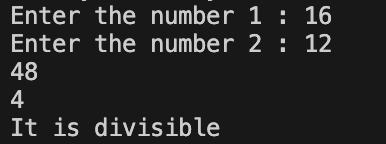 Enter the number 1 : 16
Enter the number 2 : 12
48
4
It is divisible